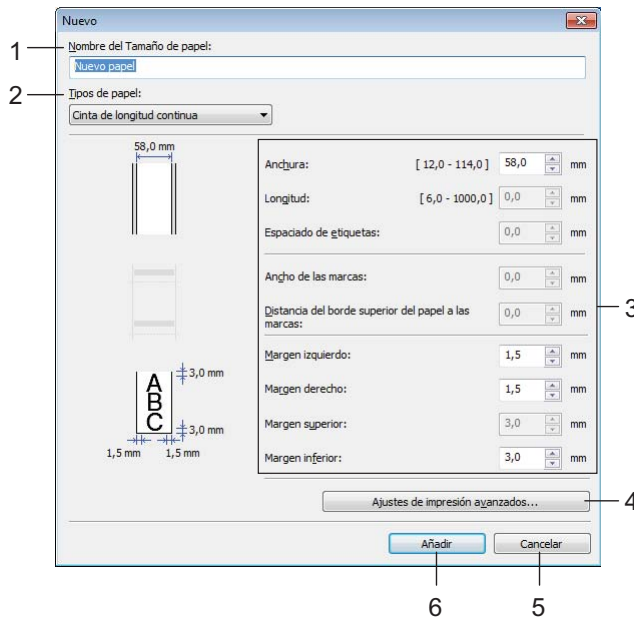 Nuevo
1
Nombre del Tamaño de papel:
Nuevo papel
2
Tipos de papel:
Cinta de longitud continua
58,0 mm
Anchura: [ 12,0 - 114,0 ] 58,0 mm
Longitud: [ 6,0 - 1000,0 ] 0,0 mm
Espaciado de etiquetas: 0,0 mm
Ancho de las marcas: 0,0 mm
Distancia del borde superior del papel a las
marcas:
0,0 mm
3
Margen izquierdo: 1,5 mm
Margen derecho: 1,5 mm
Margen superior: 3,0 mm
Margen inferior: 3,0 mm
3,0 mm
A
B
C
3,0 mm
1,5 mm 1,5 mm
Ajustes de impresión avanzados...
4
Añadir Cancelar
6 5